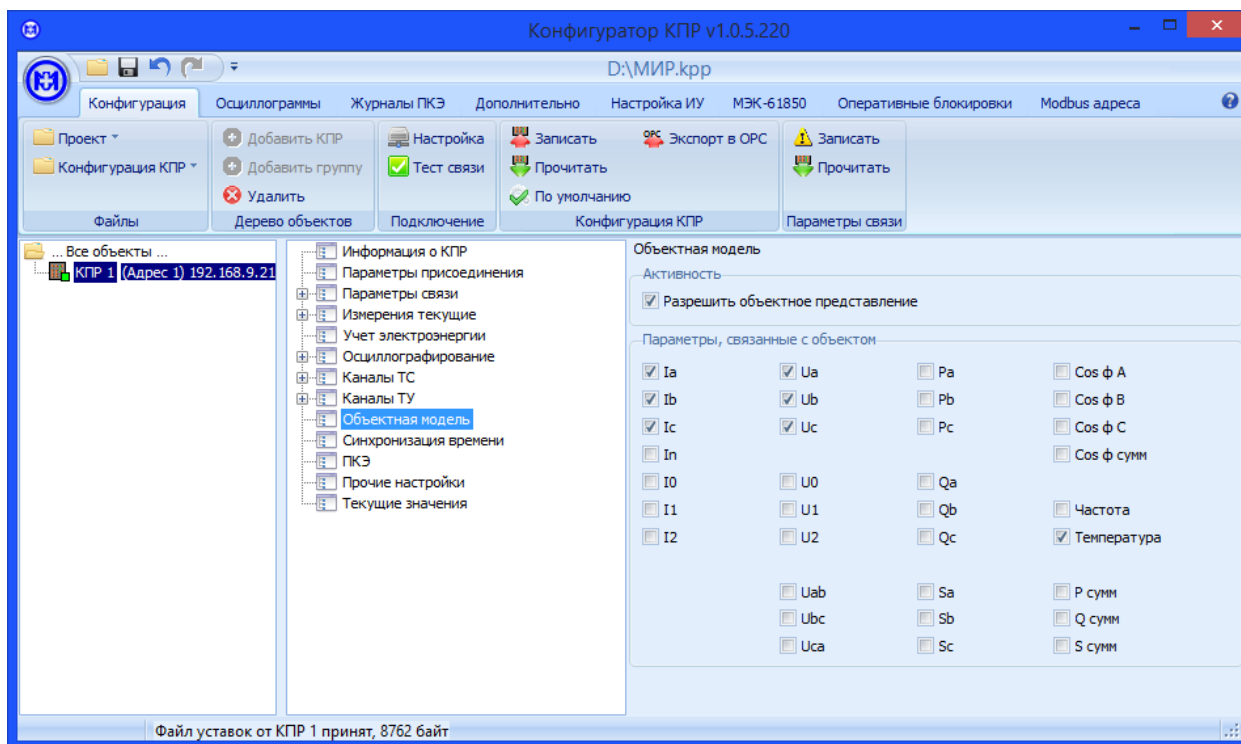 Конфигуратор КПР v1.0.5.220
D:\МИР.kpp
Конфигурация Осциллограммы Журналы ПКЭ Дополнительно Настройка ИУ МЭК-61850 Оперативные блокировки Modbus адреса
Проект Добавить КПР Настройка Записать OPC Экспорт в OPC Записать
Конфигурация КПР Добавить группу Тест связи Прочитать Прочитать
Удалить По умолчанию
Файлы Дерево объектов Подключение Конфигурация КПР Параметры связи
... Все объекты ...
КПР 1 (Адрес 1) 192.168.9.21
Информация о КПР
Параметры присоединения
Параметры связи
Измерения текущие
Учет электроэнергии
Осциллографирование
Каналы ТС
Каналы ТУ
Объектная модель
Синхронизация времени
ПКЭ
Прочие настройки
Текущие значения
Объектная модель
Активность
Разрешить объектное представление
Параметры, связанные с объектом
Ia Ua Pa Cos ф A
Ib Ub Pb Cos ф B
Ic Uc Pc Cos ф C
In Cos ф сумм
I0 U0 Qa
I1 U1 Qb Частота
I2 U2 Qc Температура
Uab Sa P сумм
Ubc Sb Q сумм
Uca Sc S сумм
Файл уставок от КПР 1 принят, 8762 байт